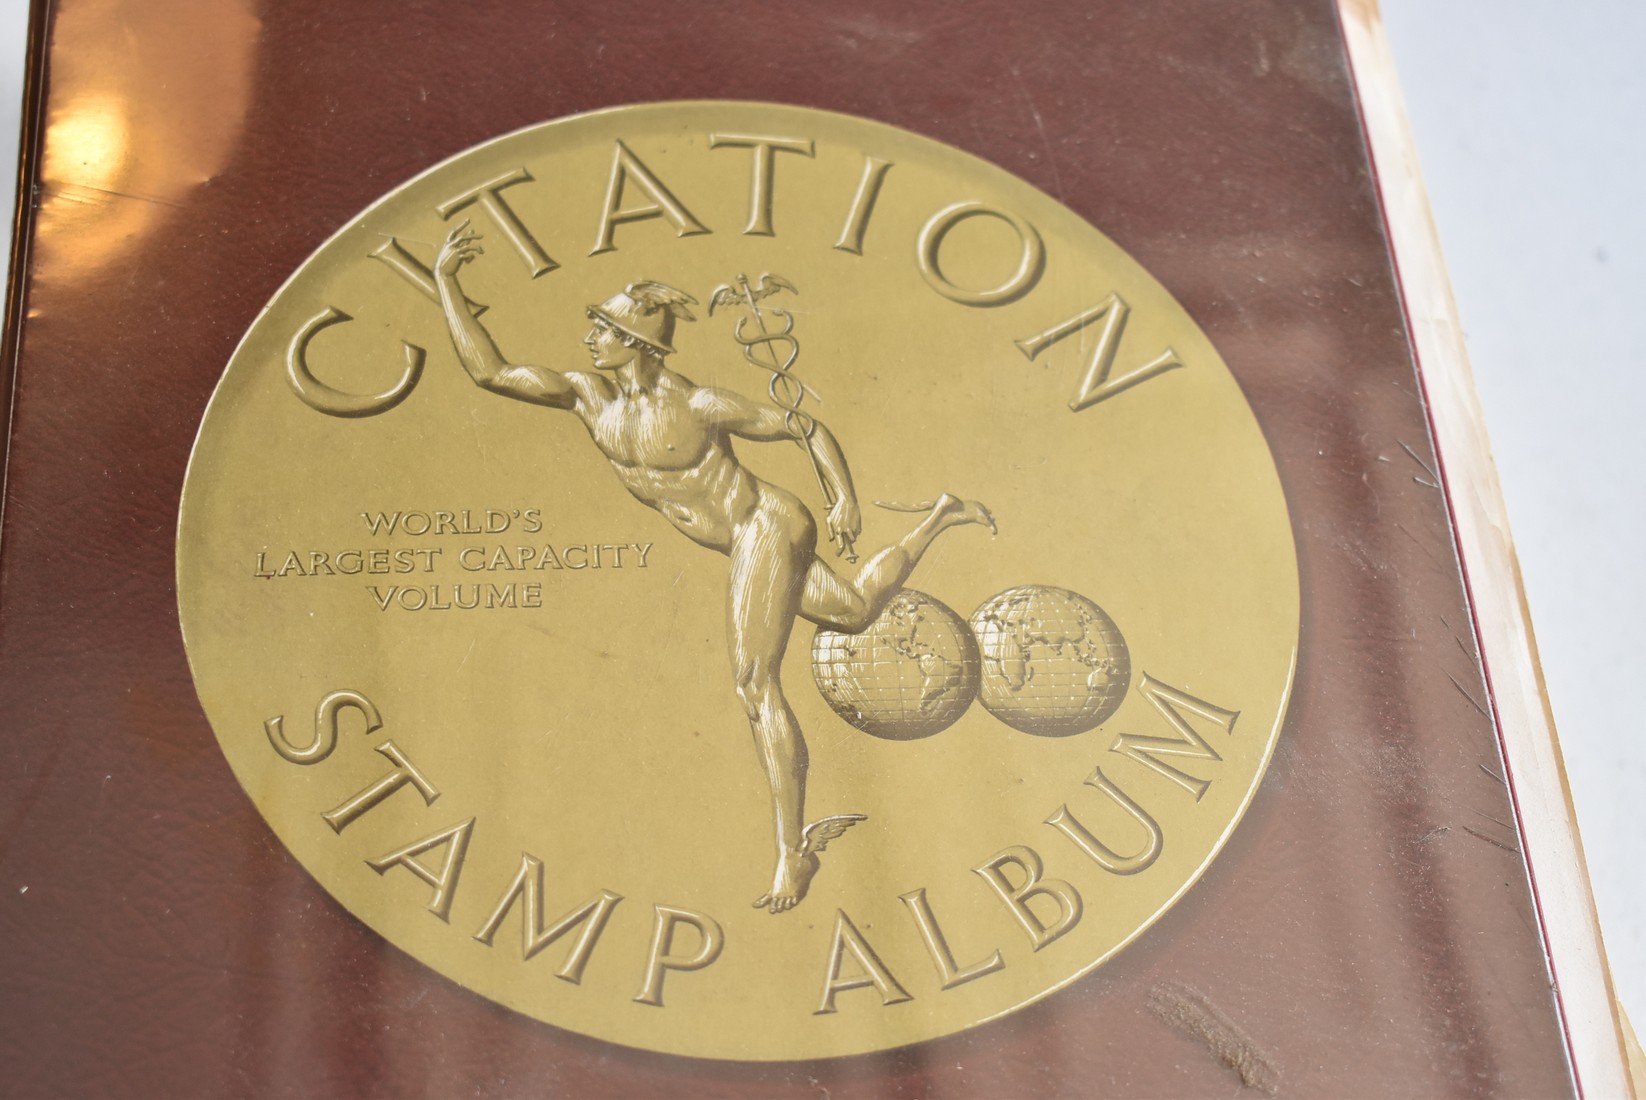 CITATION
WORLD'S
LARGEST CAPACITY
VOLUME
STAMP ALBUM